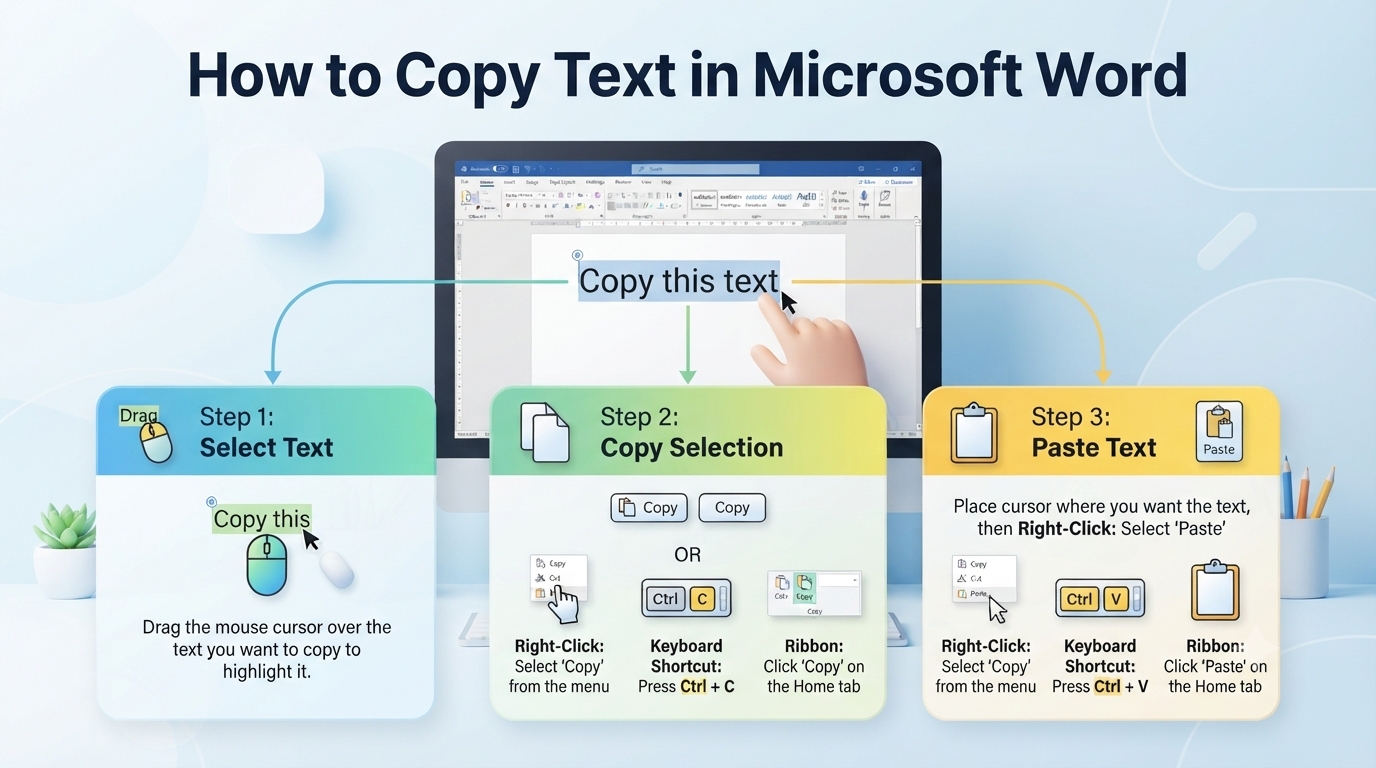 How to Copy Text in Microsoft Word
Copy this text
Drag
Step 1:
Select Text
Copy this
Drag the mouse cursor over the
text you want to copy to
highlight it.
Step 2:
Copy Selection
Copy
Copy
OR
Copy
Copy
Ctrl
C
Right-Click:
Select ‘Copy’
from the menu
Keyboard
Shortcut:
Press Ctrl + C
Ribbon:
Click ‘Copy’ on
the Home tab
Step 3:
Paste Text
Paste
Place cursor where you want the text,
then Right-Click: Select ‘Paste’
Copy
Ctrl
V
Right-Click:
Select ‘Copy’
from the menu
Keyboard
Shortcut:
Press Ctrl + V
Ribbon:
Click ‘Paste’ on
the Home tab